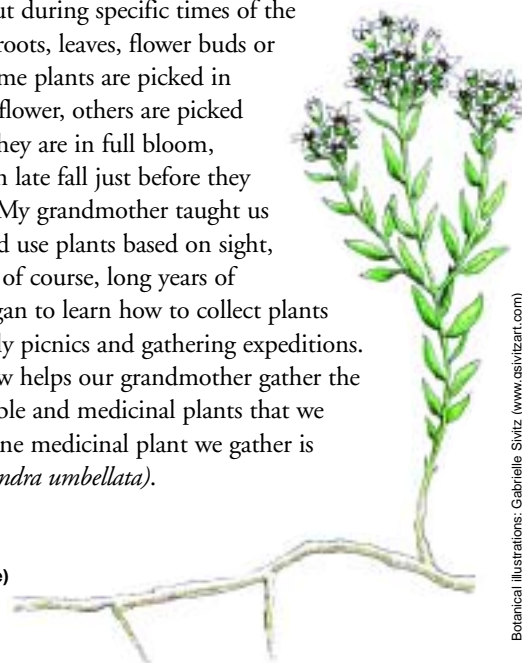 ut during specific times of the
roots, leaves, flower buds or
me plants are picked in
flower, others are picked
hey are in full bloom,
n late fall just before they
My grandmother taught us
d use plants based on sight,
of course, long years of
gan to learn how to collect plants
ly picnics and gathering expeditions.
w helps our grandmother gather the
ble and medicinal plants that we
ne medicinal plant we gather is
ndra umbellata).
e)
Botanical illustrations: Gabrielle Sivitz (www.gsivitzart.com)